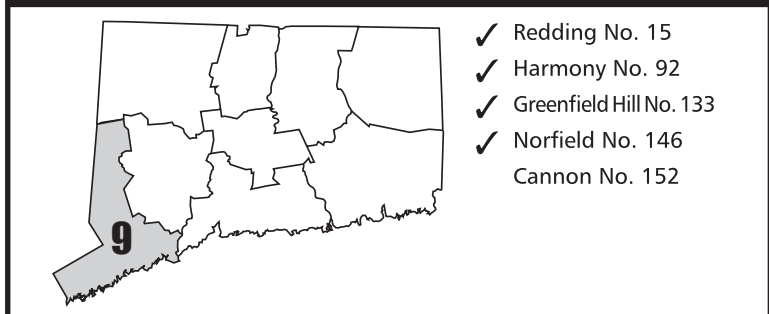 ✓ Redding No. 15
✓ Harmony No. 92
✓ Greenfield Hill No. 133
✓ Norfield No. 146
Cannon No. 152
9